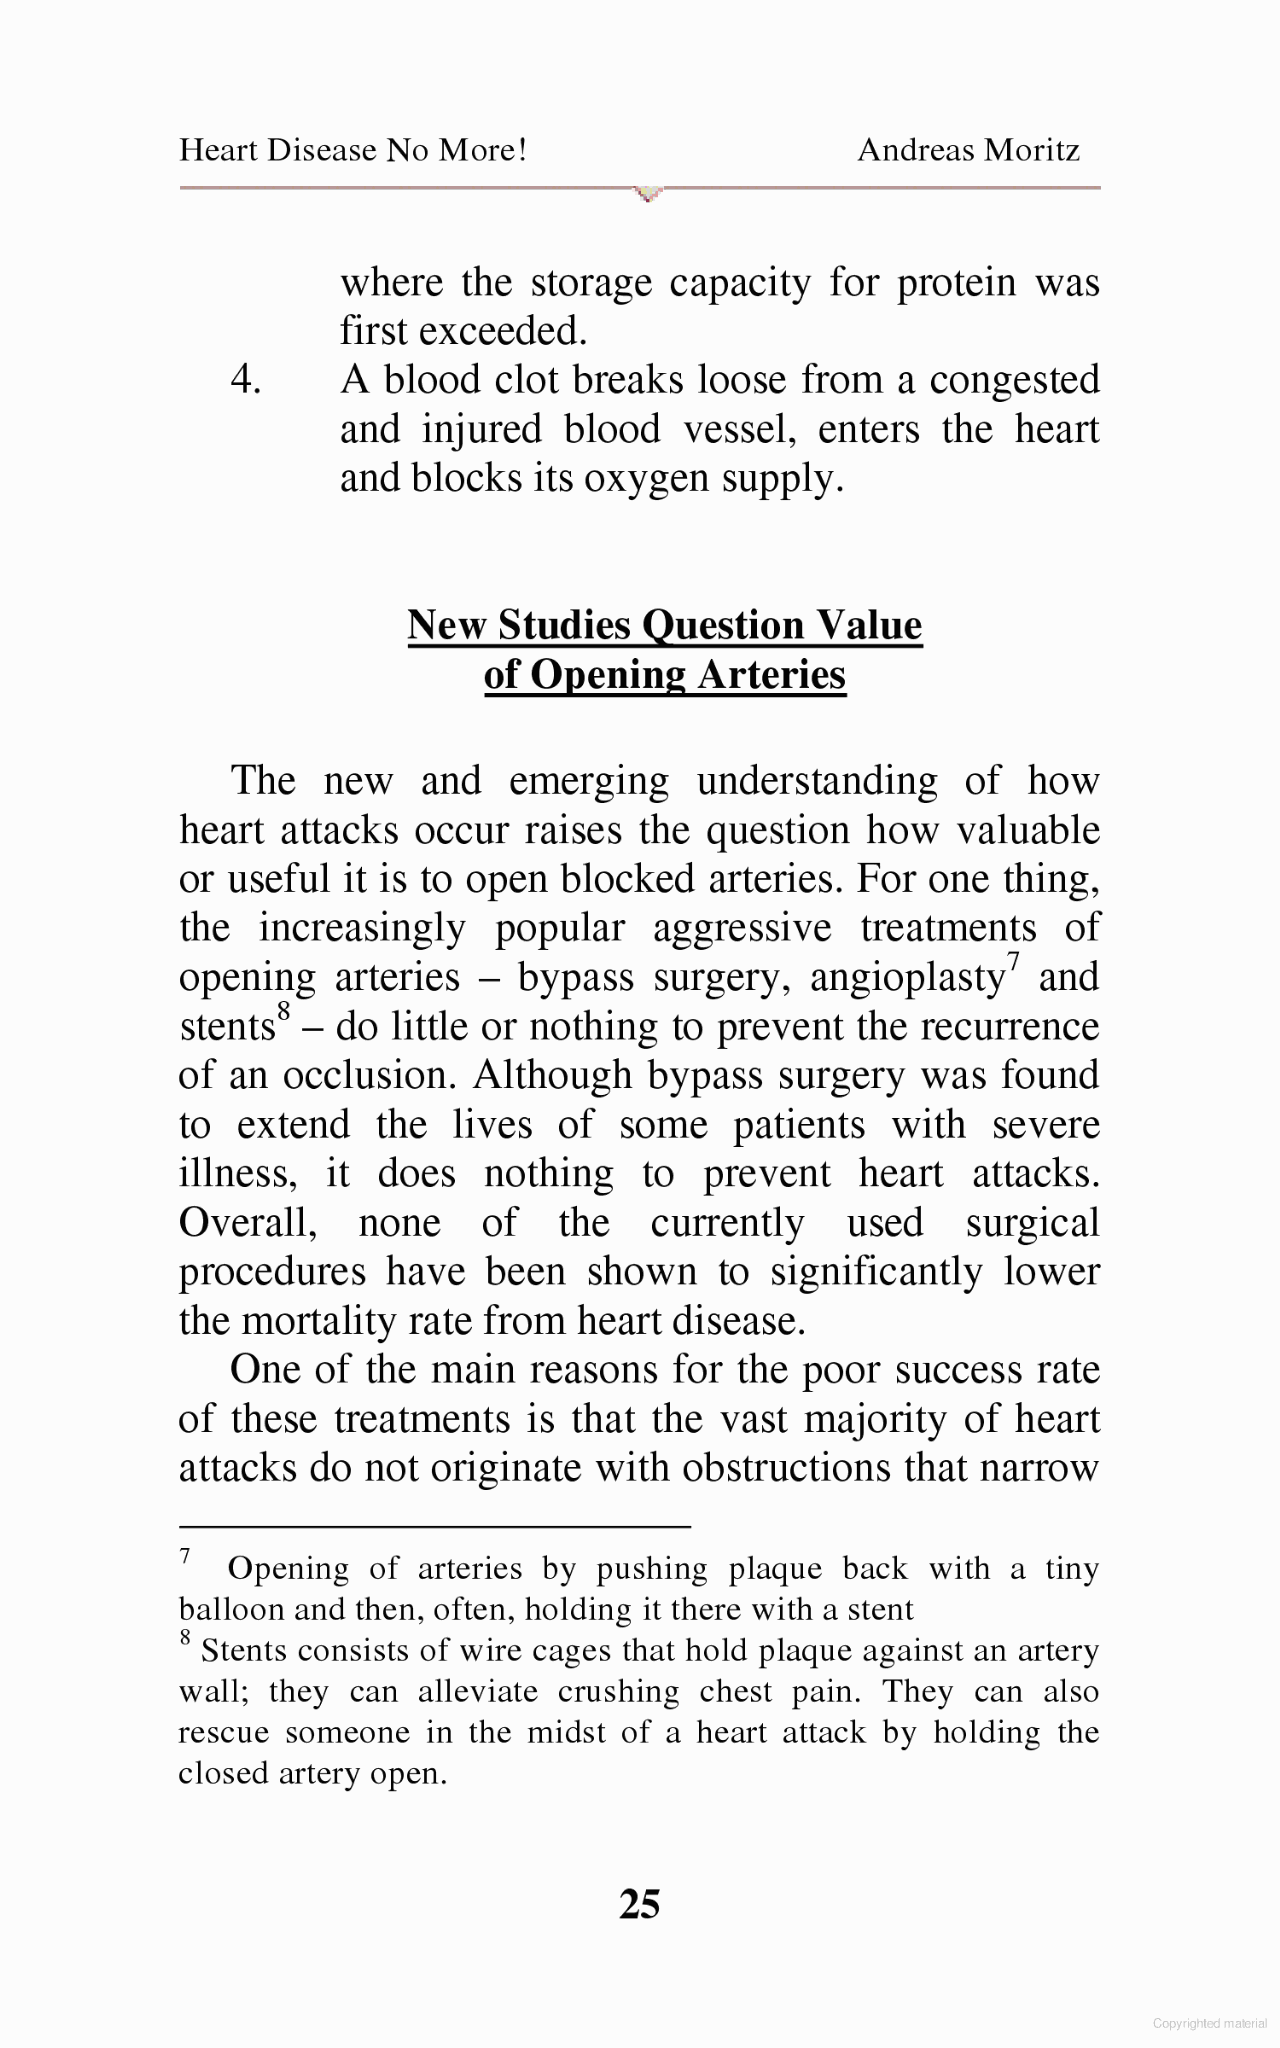 Heart Disease No More! Andreas Moritz
where the storage capacity for protein was
first exceeded.
4. A blood clot breaks loose from a congested
and injured blood vessel, enters the heart
and blocks its oxygen supply.
New Studies Question Value
of Opening Arteries
The new and emerging understanding of how
heart attacks occur raises the question how valuable
or useful it is to open blocked arteries. For one thing,
the increasingly popular aggressive treatments of
opening arteries – bypass surgery, angioplasty7 and
stents8 – do little or nothing to prevent the recurrence
of an occlusion. Although bypass surgery was found
to extend the lives of some patients with severe
illness, it does nothing to prevent heart attacks.
Overall, none of the currently used surgical
procedures have been shown to significantly lower
the mortality rate from heart disease.
One of the main reasons for the poor success rate
of these treatments is that the vast majority of heart
attacks do not originate with obstructions that narrow
7 Opening of arteries by pushing plaque back with a tiny
balloon and then, often, holding it there with a stent
8 Stents consists of wire cages that hold plaque against an artery
wall; they can alleviate crushing chest pain. They can also
rescue someone in the midst of a heart attack by holding the
closed artery open.
25
Copyrighted material